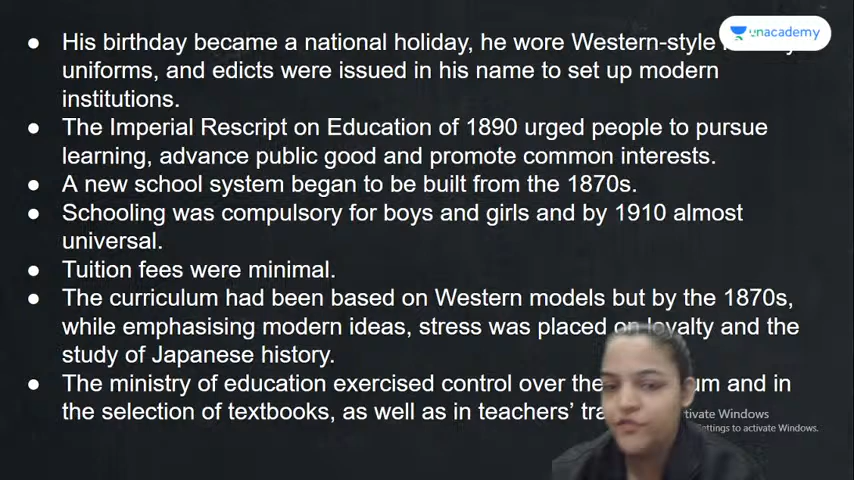 ● His birthday became a national holiday, he wore Western-style
unacademy
uniforms, and edicts were issued in his name to set up modern
institutions.
● The Imperial Rescript on Education of 1890 urged people to pursue
learning, advance public good and promote common interests.
● A new school system began to be built from the 1870s.
● Schooling was compulsory for boys and girls and by 1910 almost
universal.
● Tuition fees were minimal.
● The curriculum had been based on Western models but by the 1870s,
while emphasising modern ideas, stress was placed on loyalty and the
study of Japanese history.
● The ministry of education exercised control over the and in
the selection of textbooks, as well as in teachers'
Windows
to activate Windows.